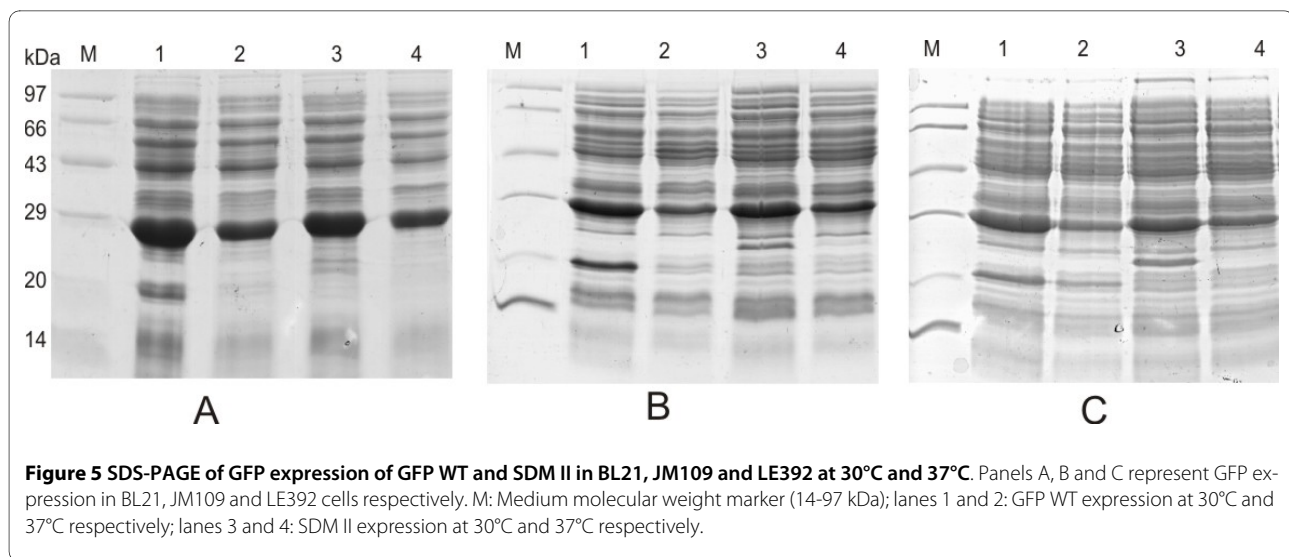 kDa M 1 2 3 4
M 1 2 3 4
M 1 2 3 4
97
66
43
29
20
14
A
B
C
Figure 5 SDS-PAGE of GFP expression of GFP WT and SDM II in BL21, JM109 and LE392 at 30°C and 37°C. Panels A, B and C represent GFP ex-
pression in BL21, JM109 and LE392 cells respectively. M: Medium molecular weight marker (14-97 kDa); lanes 1 and 2: GFP WT expression at 30°C and
37°C respectively; lanes 3 and 4: SDM II expression at 30°C and 37°C respectively.